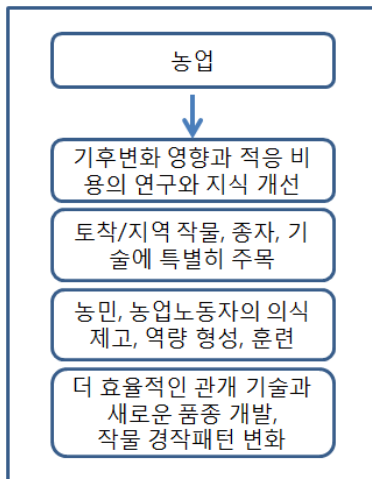 농업
기후변화 영향과 적응 비
용의 연구와 지식 개선
토착/지역 작물, 종자, 기
술에 특별히 주목
농민, 농업노동자의 의식
제고, 역량 형성, 훈련
더 효율적인 관개 기술과
새로운 품종 개발,
작물 경작패턴 변화